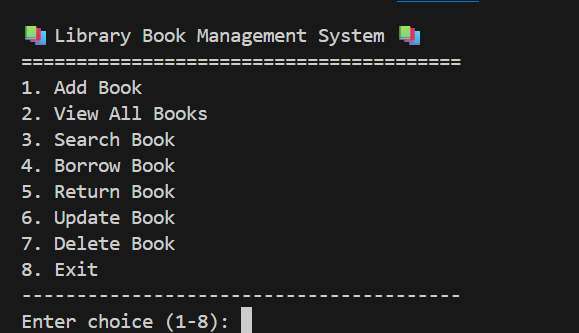 📚 Library Book Management System 📚
========================================
1. Add Book
2. View All Books
3. Search Book
4. Borrow Book
5. Return Book
6. Update Book
7. Delete Book
8. Exit
----------------------------------------
Enter choice (1-8):